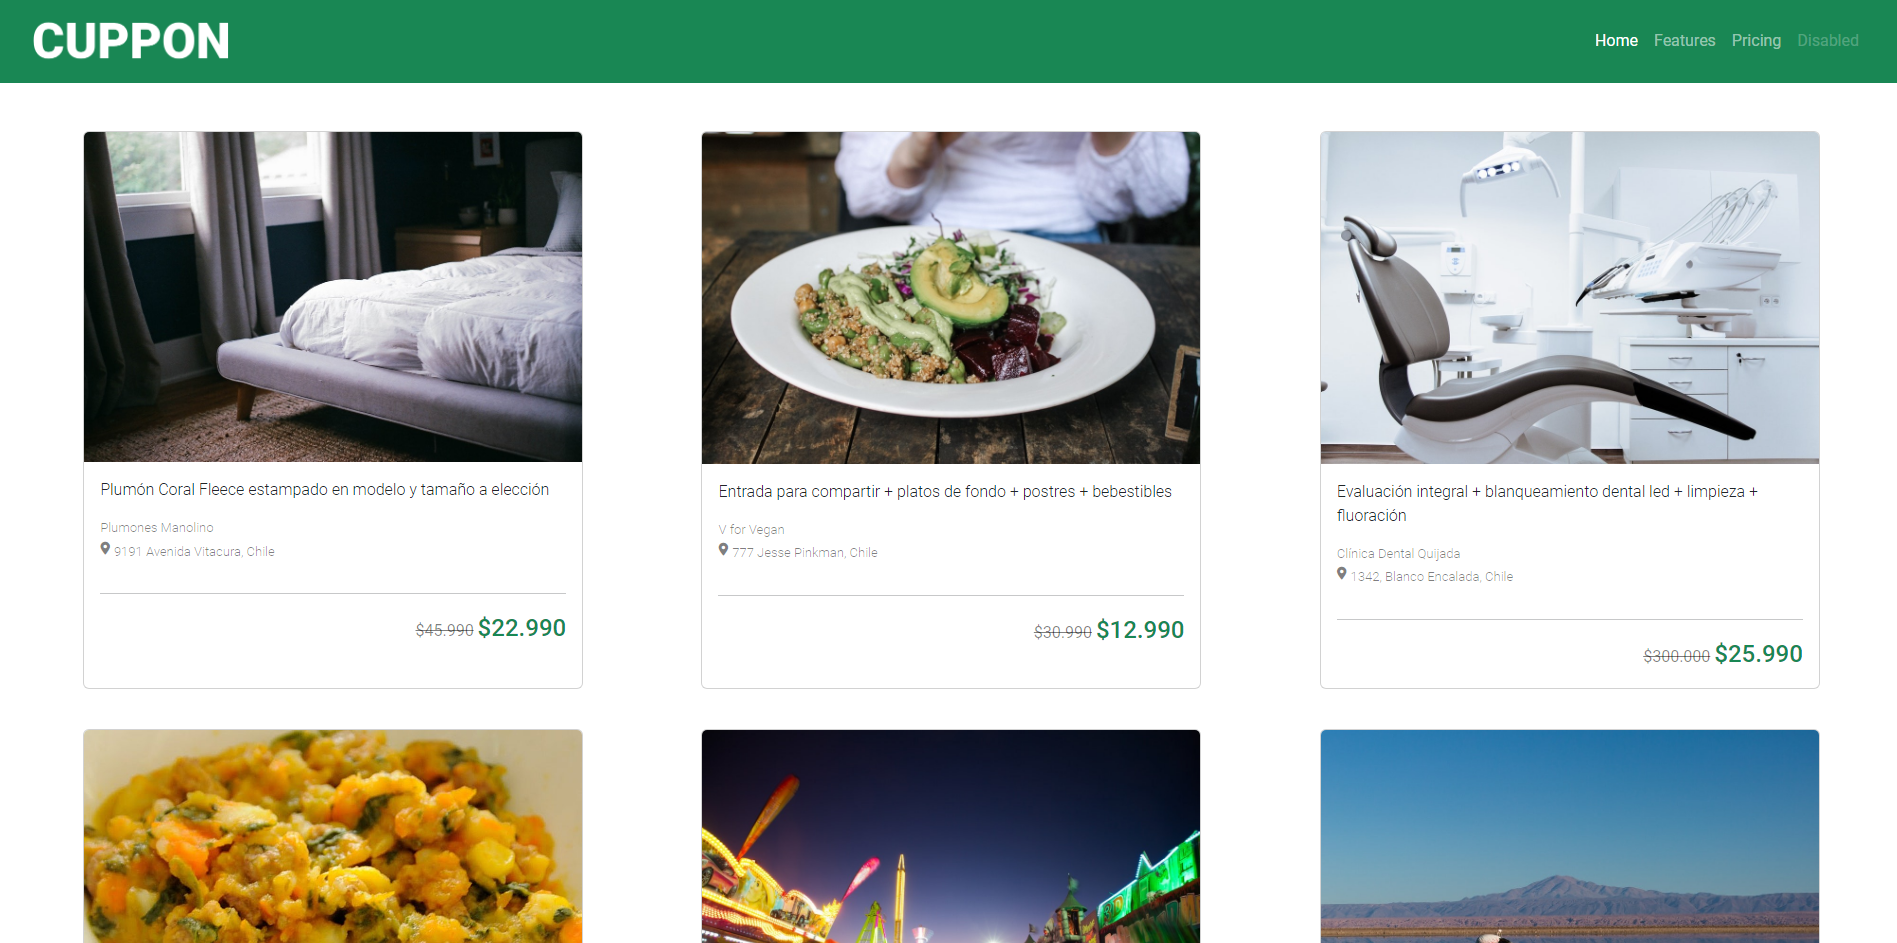 CUPPON
Home Features Pricing Disabled
Plumón Coral Fleece estampado en modelo y tamaño a elección
Plumones Manolino
9191 Avenida Vitacura, Chile
$45.990 $22.990
Entrada para compartir + platos de fondo + postres + bebestibles
V for Vegan
777 Jesse Pinkman, Chile
$30.990 $12.990
Evaluación integral + blanqueamiento dental led + limpieza +
fluoración
Clínica Dental Quijada
1342, Blanco Encalada, Chile
$300.000 $25.990